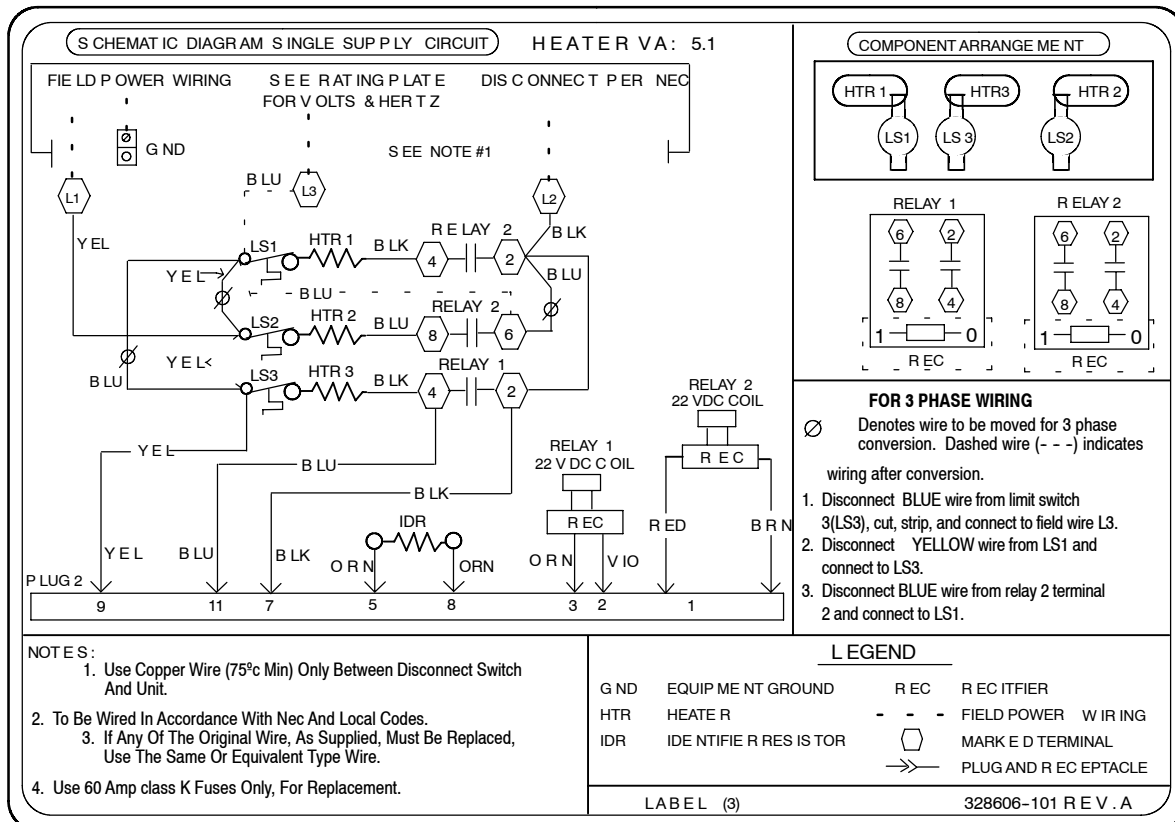 SCHEMATIC DIAGRAM SINGLE SUPPLY CIRCUIT
HEATER VA: 5.1
FIELD POWER WIRING
SEE RATING PLATE
FOR VOLTS & HERTZ
DISCONNECT PER NEC
GND
SEE NOTE #1
BLU
L1
L3
L2
YEL
LS1
HTR 1
BLK
4
RELAY 2
2
BLK
YEL
BLU
BLU
LS2
HTR 2
BLU
8
RELAY 2
6
YEL
BLU
LS3
HTR 3
BLK
4
RELAY 1
2
YEL
BLU
BLK
RELAY 2
22 VDC COIL
REC
RELAY 1
22 VDC COIL
REC
IDR
YEL
BLU
BLK
ORN
ORN
ORN
VIO
RED
BRN
PLUG 2
9
11
7
5
8
3
2
1
COMPONENT ARRANGEMENT
HTR 1
HTR3
HTR 2
LS1
LS 3
LS2
RELAY 1
RELAY 2
6
2
6
2
8
4
8
4
1
0
1
0
REC
REC
FOR 3 PHASE WIRING
Denotes wire to be moved for 3 phase
conversion. Dashed wire (- - -) indicates
wiring after conversion.
1. Disconnect BLUE wire from limit switch
3(LS3), cut, strip, and connect to field wire L3.
2. Disconnect YELLOW wire from LS1 and
connect to LS3.
3. Disconnect BLUE wire from relay 2 terminal
2 and connect to LS1.
NOTES:
1. Use Copper Wire (75ºc Min) Only Between Disconnect Switch
And Unit.
2. To Be Wired In Accordance With Nec And Local Codes.
3. If Any Of The Original Wire, As Supplied, Must Be Replaced,
Use The Same Or Equivalent Type Wire.
4. Use 60 Amp class K Fuses Only, For Replacement.
LEGEND
GND EQUIPMENT GROUND
REC RECITFIER
HTR HEATER
- - - FIELD POWER WIRING
IDR IDENTIFIER RESISTOR
MARKED TERMINAL
PLUG AND RECEPTACLE
LABEL (3)
328606-101 REV. A